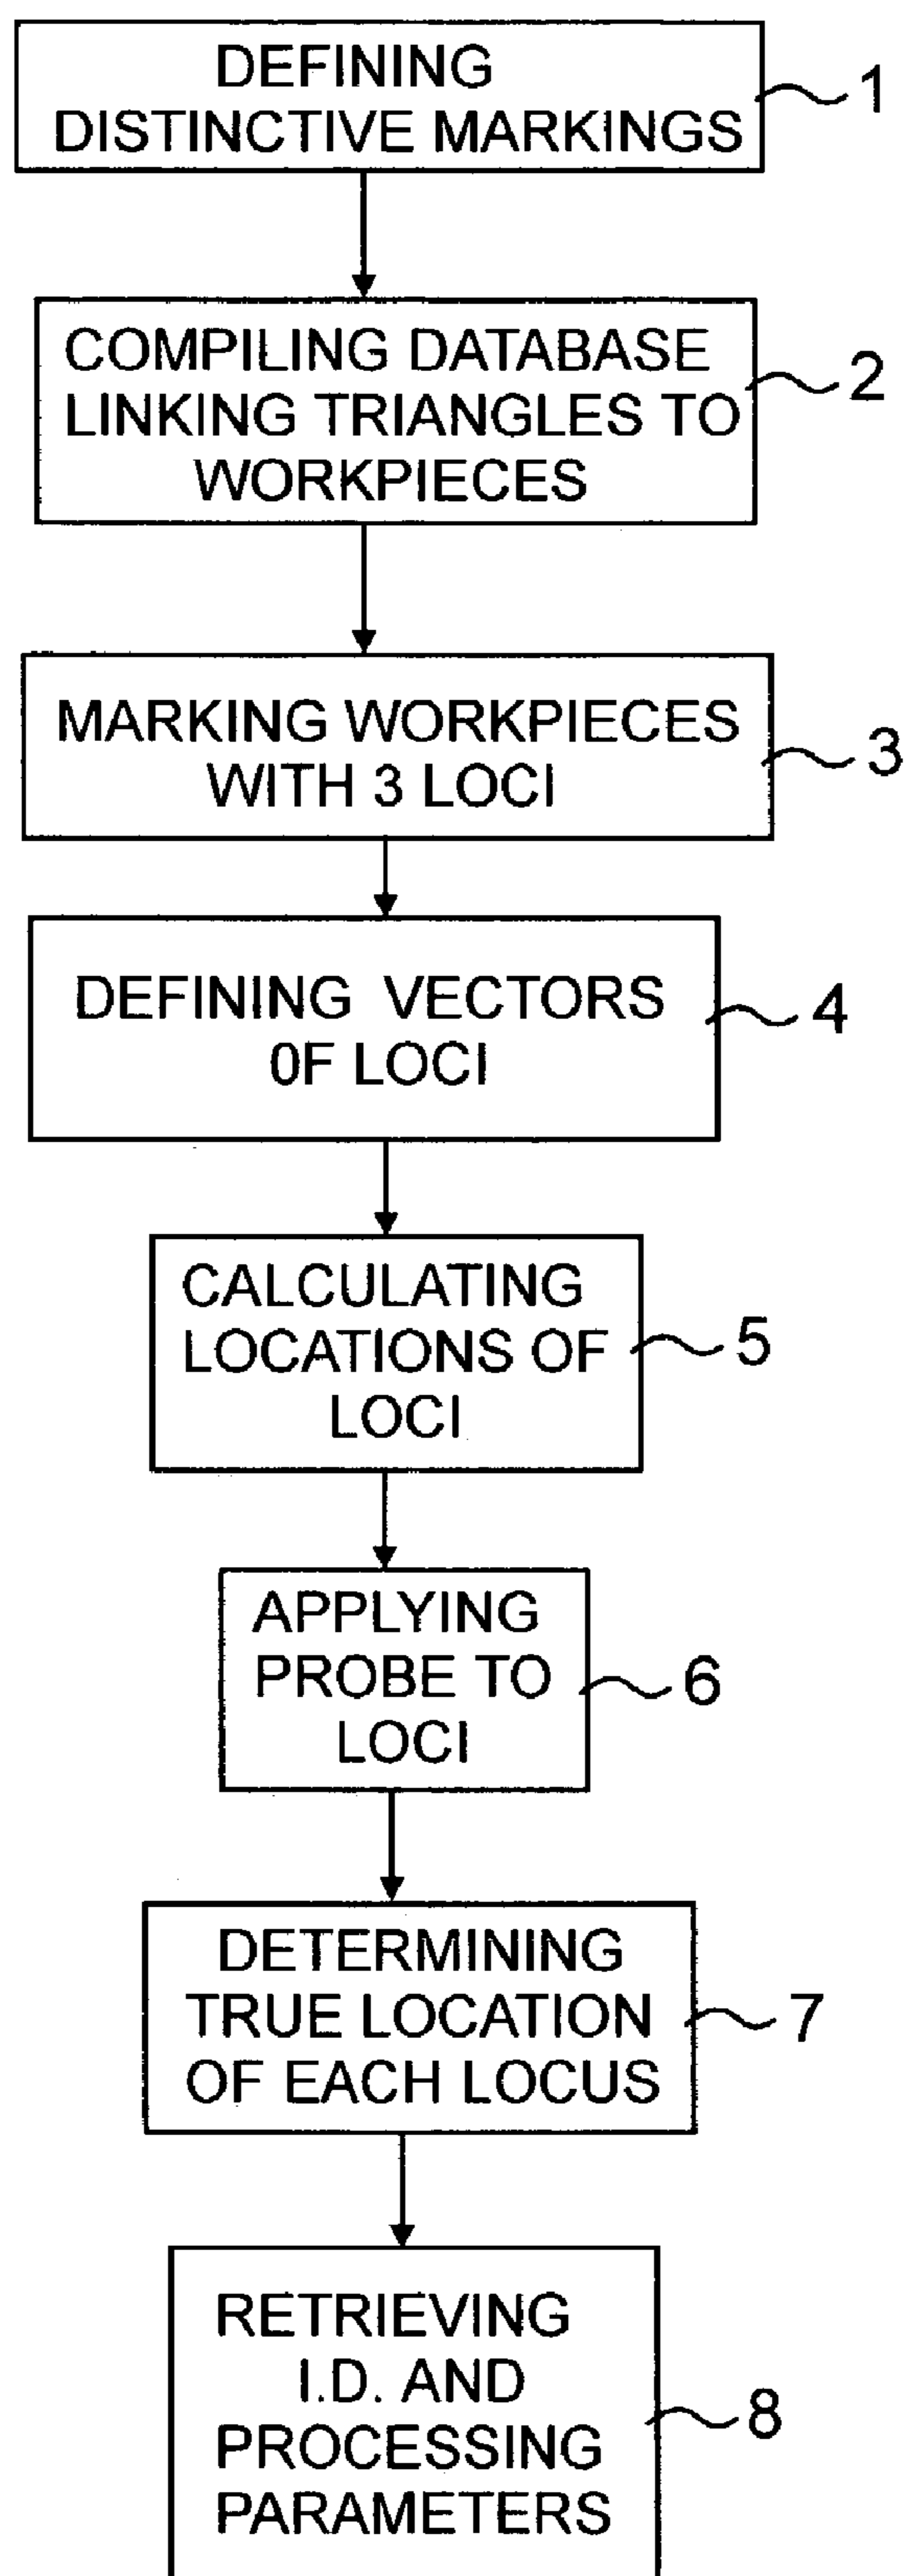 DEFINING
DISTINCTIVE MARKINGS
1
COMPILING DATABASE
LINKING TRIANGLES TO
WORKPIECES
2
MARKING WORKPIECES
WITH 3 LOCI
3
DEFINING VECTORS
0F LOCI
4
CALCULATING
LOCATIONS OF
LOCI
5
APPLYING
PROBE TO
LOCI
6
DETERMINING
TRUE LOCATION
OF EACH LOCUS
7
RETRIEVING
I.D. AND
PROCESSING
PARAMETERS
8